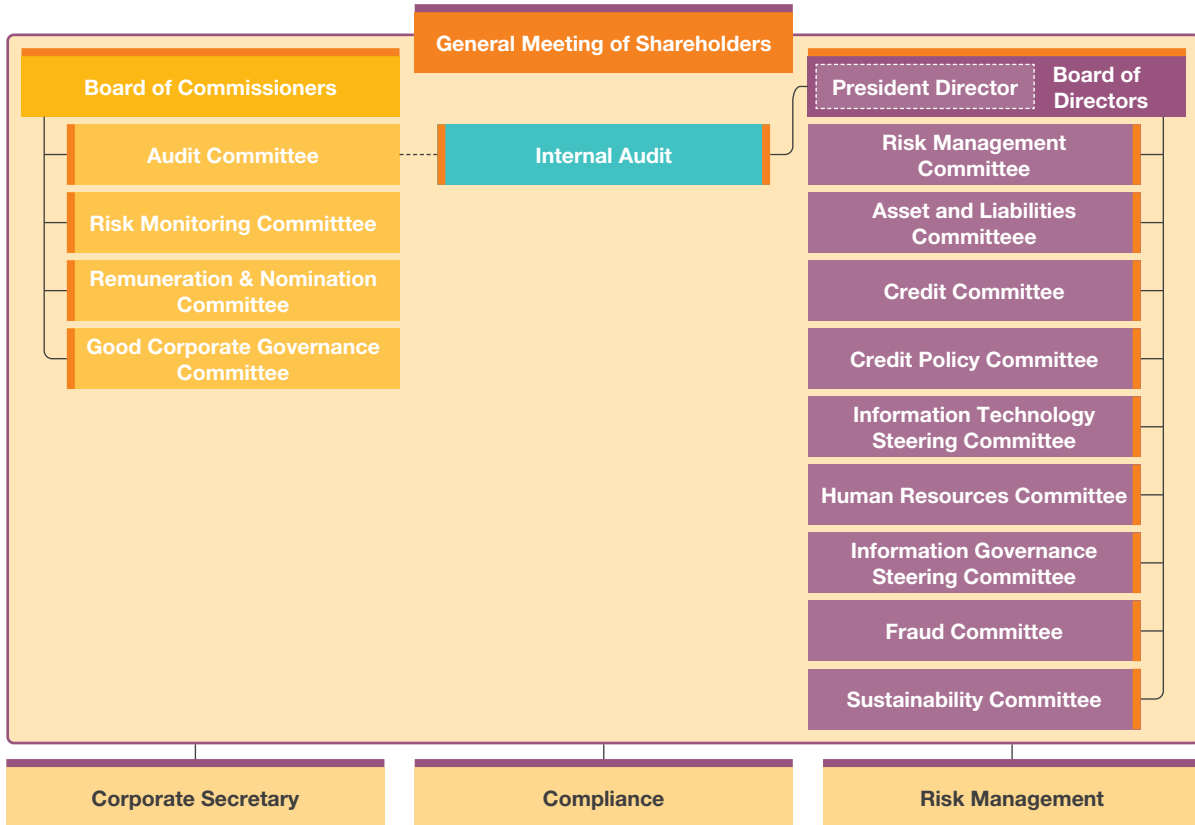 General Meeting of Shareholders
Board of Commissioners
Audit Committee
Risk Monitoring Committtee
Remuneration & Nomination
Committee
Good Corporate Governance
Committee
Internal Audit
President Director
Board of
Directors
Risk Management
Committee
Asset and Liabilities
Committeee
Credit Committee
Credit Policy Committee
Information Technology
Steering Committee
Human Resources Committee
Information Governance
Steering Committee
Fraud Committee
Sustainability Committee
Corporate Secretary
Compliance
Risk Management